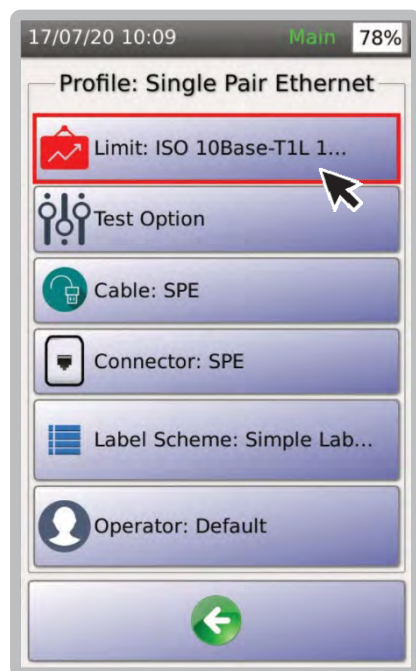 17/07/20 10:09 Main 78%
Profile: Single Pair Ethernet
Limit: ISO 10Base-T1L 1...
Test Option
Cable: SPE
Connector: SPE
Label Scheme: Simple Lab...
Operator: Default